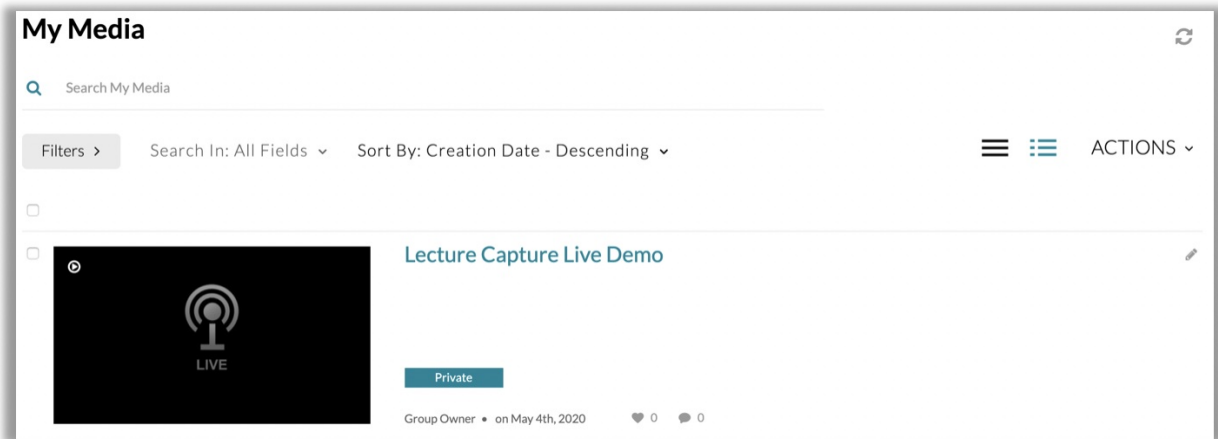 My Media
Search My Media
Filters > Search In: All Fields Sort By: Creation Date - Descending ACTIONS
Lecture Capture Live Demo
LIVE
Private
Group Owner • on May 4th, 2020 0 0